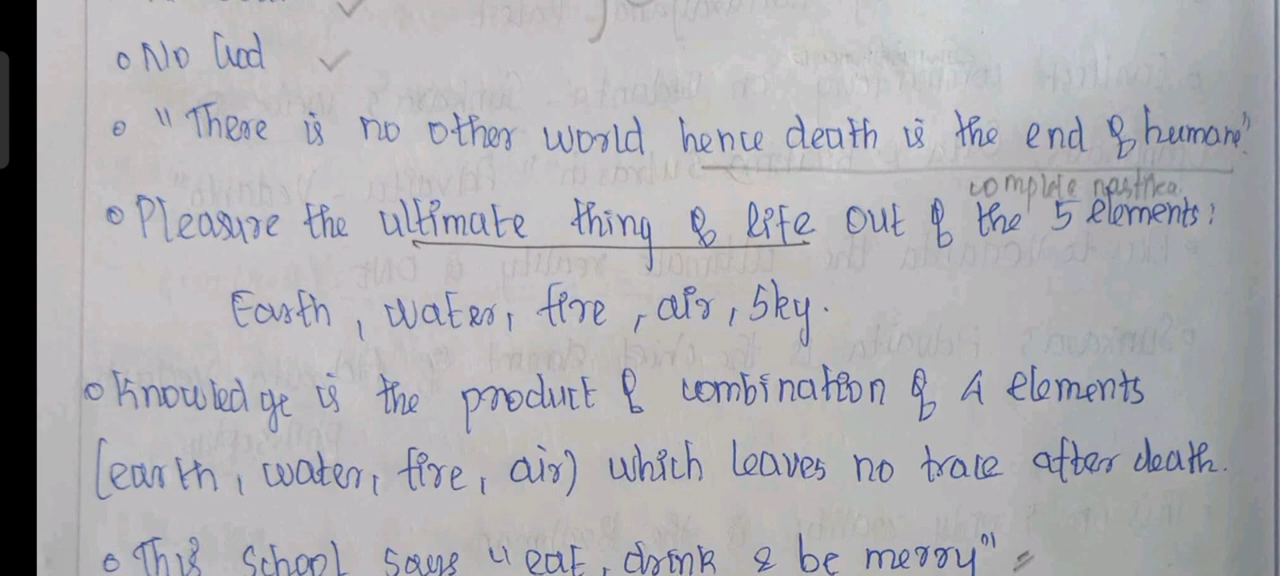 o No God
o "There is no other world hence death is the end of human"
complete nastica
o Pleasure the ultimate thing of life out of the 5 elements:
Earth, water, fire, air, sky.
o Knowledge is the product of combination of 4 elements
(earth, water, fire, air) which leaves no trace after death.
o This school says "eat, drink & be merry" =